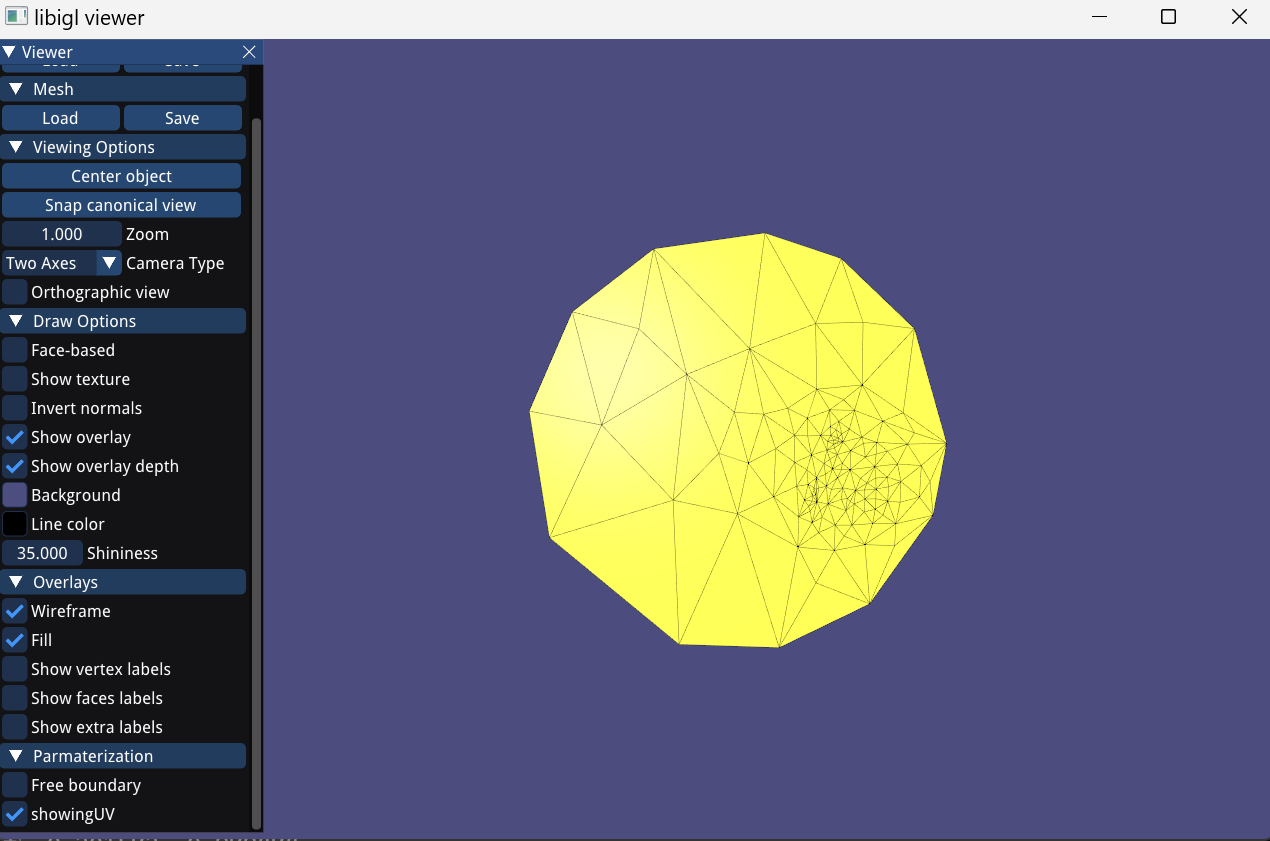 libigl viewer
Viewer
Mesh
Load Save
Viewing Options
Center object
Snap canonical view
1.000 Zoom
Two Axes Camera Type
Orthographic view
Draw Options
Face-based
Show texture
Invert normals
Show overlay
Show overlay depth
Background
Line color
35.000 Shininess
Overlays
Wireframe
Fill
Show vertex labels
Show faces labels
Show extra labels
Parmaterization
Free boundary
showingUV